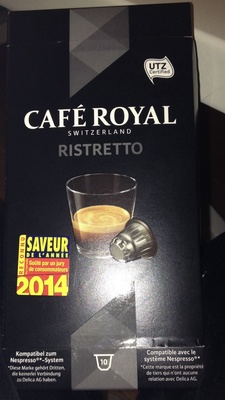 UTZ
Certified
CAFÉ ROYAL
SWITZERLAND
RISTRETTO
RECONNU
SAVEUR
DE L'ANNÉE
Goûté par un jury
de consommateurs
2014
10
Kompatibel zum
Nespresso**-System
*Diese Marke gehört Dritten,
die keinerlei Verbindung
zu Delica AG haben.
Compatible avec le
système Nespresso**
*Cette marque est la propriété
de tiers qui n'ont aucune
relation avec Delica AG.